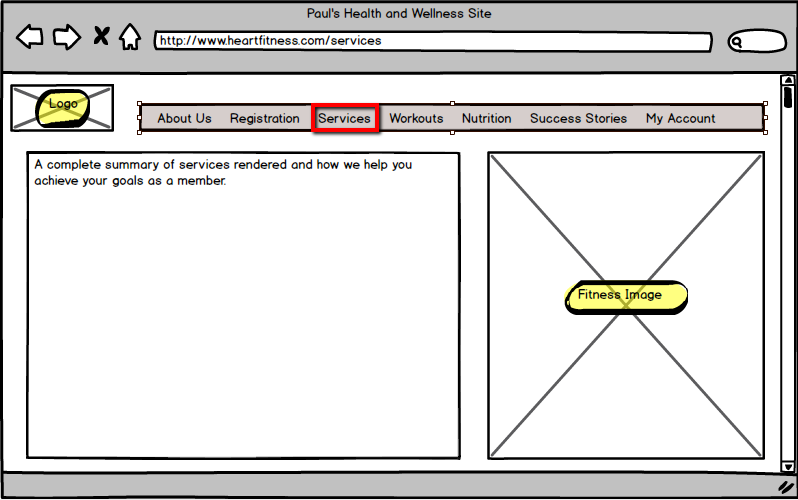 Paul's Health and Wellness Site
http://www.heartfitness.com/services
Logo
About Us Registration Services Workouts Nutrition Success Stories My Account
A complete summary of services rendered and how we help you
achieve your goals as a member.
Fitness Image